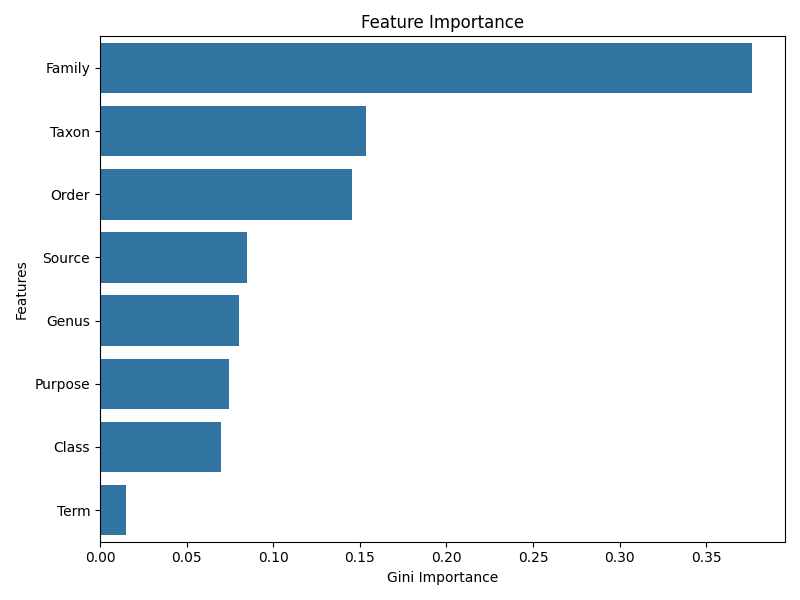 Feature Importance
Family
Taxon
Order
Source
Genus
Purpose
Class
Term
Features
0.00 0.05 0.10 0.15 0.20 0.25 0.30 0.35
Gini Importance